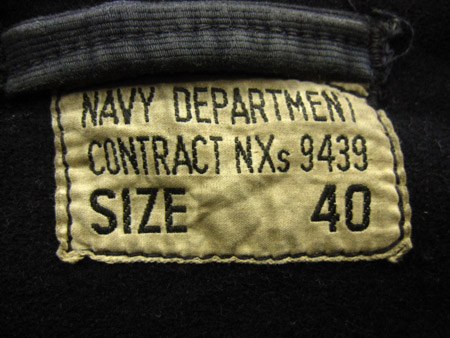 NAVY DEPARTMENT
CONTRACT NXs 9439
SIZE 40